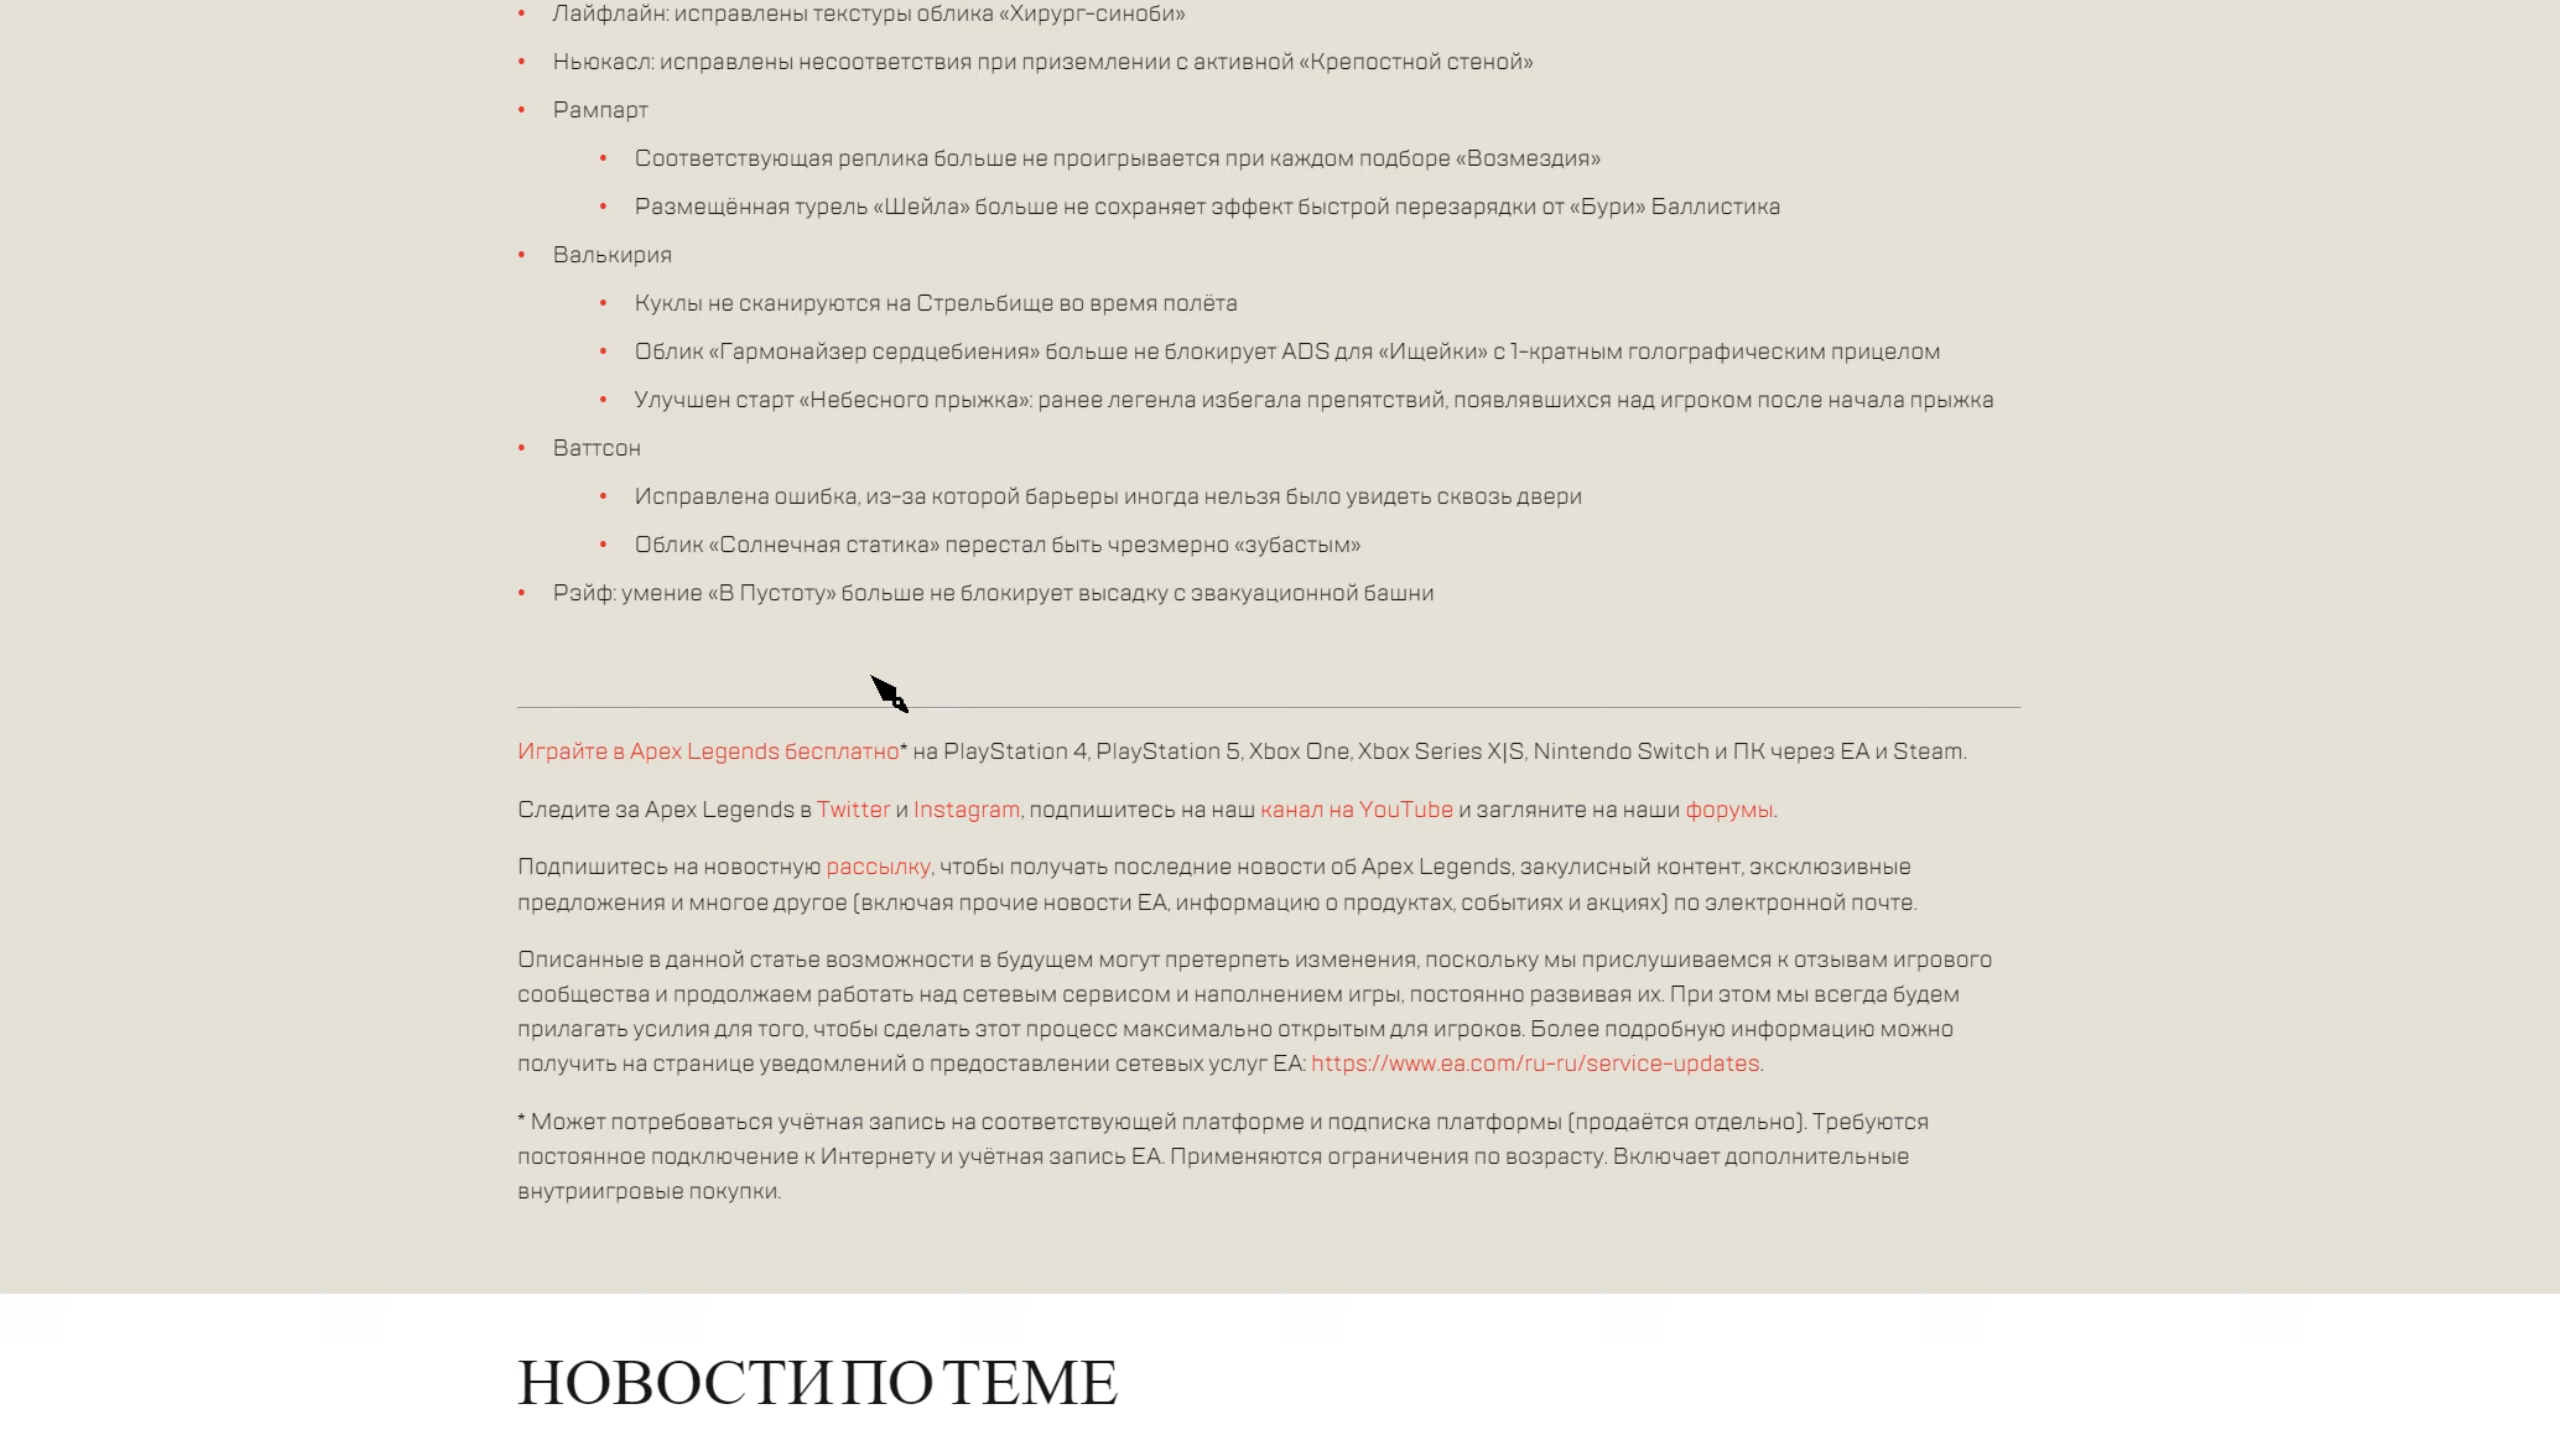 Лайфлайн: исправлены текстуры облика «Хирург-синоби»
Ньюкасл: исправлены несоответствия при приземлении с активной «Крепостной стеной»
Рампарт
Соответствующая реплика больше не проигрывается при каждом подборе «Возмездия»
Размещённая турель «Шейла» больше не сохраняет эффект быстрой перезарядки от «Бури» Баллистика
Валькирия
Куклы не сканируются на Стрельбище во время полёта
Облик «Гармонайзер сердцебиения» больше не блокирует ADS для «Ищейки» с 1-кратным голографическим прицелом
Улучшен старт «Небесного прыжка»: ранее легенла избегала препятствий, появлявшихся над игроком после начала прыжка
Ваттсон
Исправлена ошибка, из-за которой барьеры иногда нельзя было увидеть сквозь двери
Облик «Солнечная статика» перестал быть чрезмерно «зубастым»
Рэйф: умение «В Пустоту» больше не блокирует высадку с эвакуационной башни
Играйте в Apex Legends бесплатно* на PlayStation 4, PlayStation 5, Xbox One, Xbox Series X|S, Nintendo Switch и ПК через EA и Steam.
Следите за Apex Legends в Twitter и Instagram, подпишитесь на наш канал на YouTube и загляните на наши форумы.
Подпишитесь на новостную рассылку, чтобы получать последние новости об Apex Legends, закулисный контент, эксклюзивные
предложения и многое другое (включая прочие новости EA, информацию о продуктах, событиях и акциях) по электронной почте.
Описанные в данной статье возможности в будущем могут претерпеть изменения, поскольку мы прислушиваемся к отзывам игрового
сообщества и продолжаем работать над сетевым сервисом и наполнением игры, постоянно развивая их. При этом мы всегда будем
прилагать усилия для того, чтобы сделать этот процесс максимально открытым для игроков. Более подробную информацию можно
получить на странице уведомлений о предоставлении сетевых услуг EA: https://www.ea.com/ru-ru/service-updates.
* Может потребоваться учётная запись на соответствующей платформе и подписка платформы (продаётся отдельно). Требуются
постоянное подключение к Интернету и учётная запись EA. Применяются ограничения по возрасту. Включает дополнительные
внутриигровые покупки.
НОВОСТИ ПО ТЕМЕ